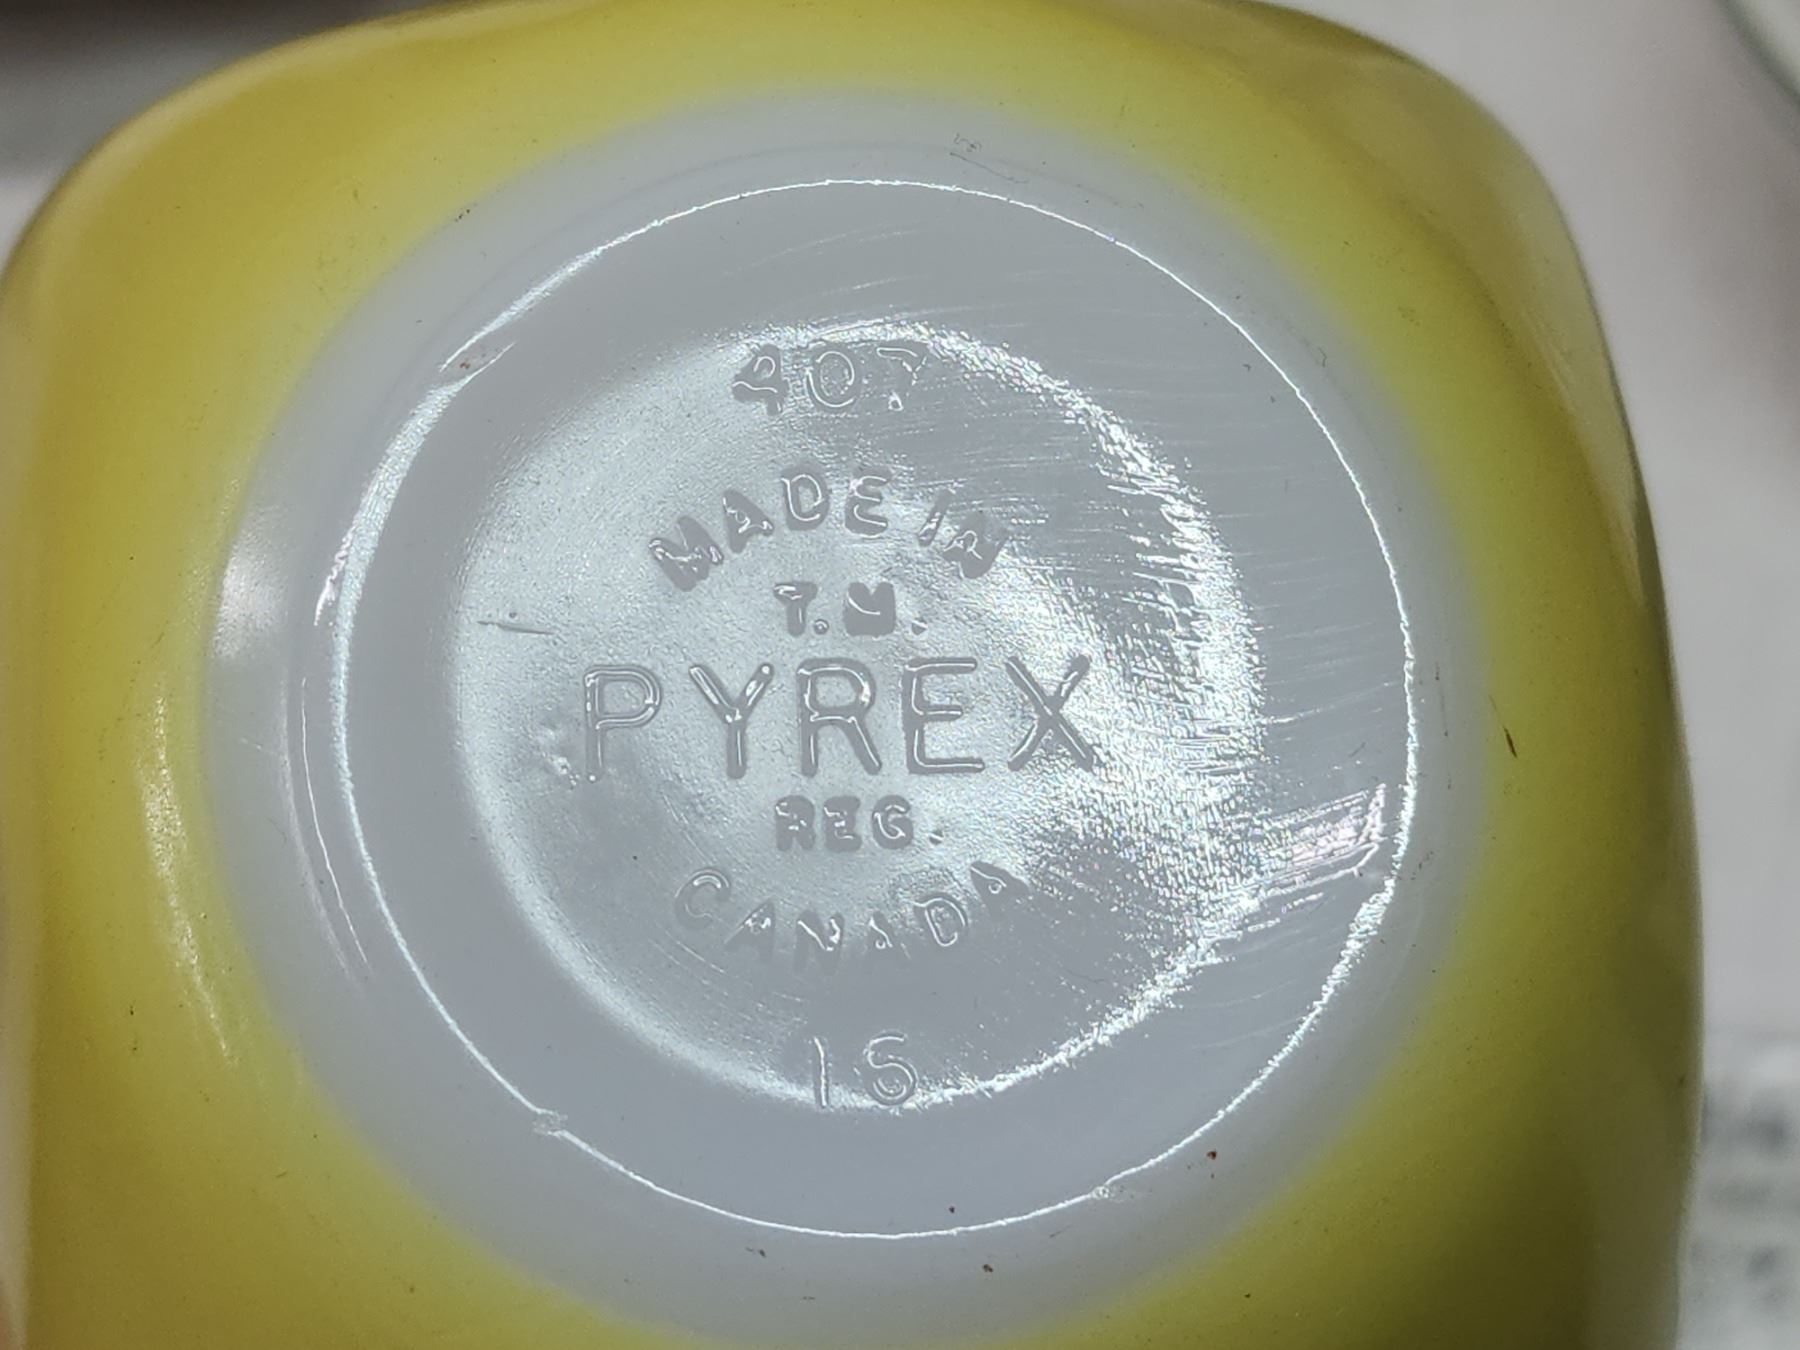 407
MADE IN
T.M.
PYREX
REG.
CANADA
16